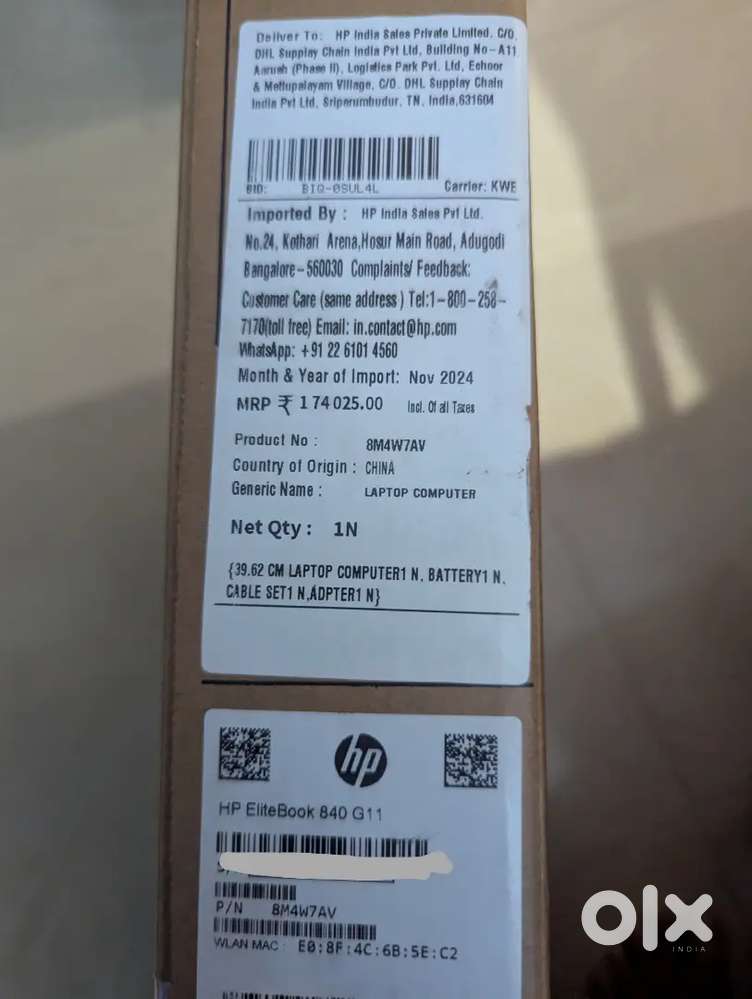 Deliver To: HP India Sales Private Limited, C/O
DHL Supplay Chain India Pvt Ltd, Building No-A11
Aarush (Phase II), Logistics Park Pvt. Ltd, Echoor
& Mettupalayam Village, C/O. DHL Supplay Chain
India Pvt Ltd, Sriperumbudur, TN, India,631604
BID: BIQ-0SUL4L Carrier: KWE
Imported By : HP India Sales Pvt Ltd.
No.24, Kothari Arena,Hosur Main Road, Adugodi
Bangalore-560030 Complaints/ Feedback:
Customer Care (same address) Tel:1-800-258-
7170(toll free) Email: in.contact@hp.com
WhatsApp: +91 22 6101 4560
Month & Year of Import: Nov 2024
MRP ₹ 174025.00 Incl. Of all Taxes
Product No : 8M4W7AV
Country of Origin : CHINA
Generic Name : LAPTOP COMPUTER
Net Qty : 1N
{39.62 CM LAPTOP COMPUTER1 N, BATTERY1 N,
CABLE SET1 N,ADPTER1 N}
hp
HP EliteBook 840 G11
P/N 8M4W7AV
WLAN MAC: E0:8F:4C:6B:5E:C2
olx
INDIA